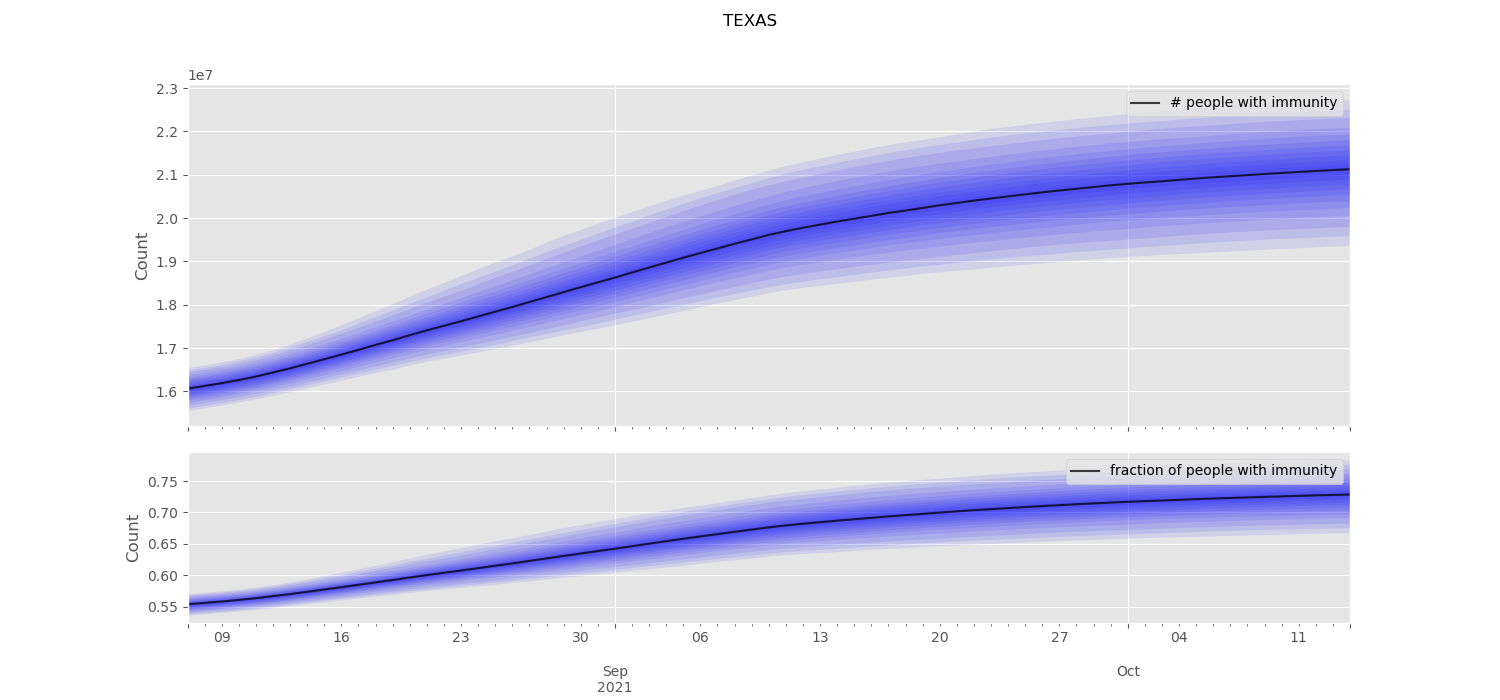 TEXAS
1e7
2.3
2.2
2.1
2.0
1.9
1.8
1.7
1.6
Count
# people with immunity
0.75
0.70
0.65
0.60
0.55
Count
fraction of people with immunity
09 16 23 30 06 13 20 27 04 11
Sep Oct
2021